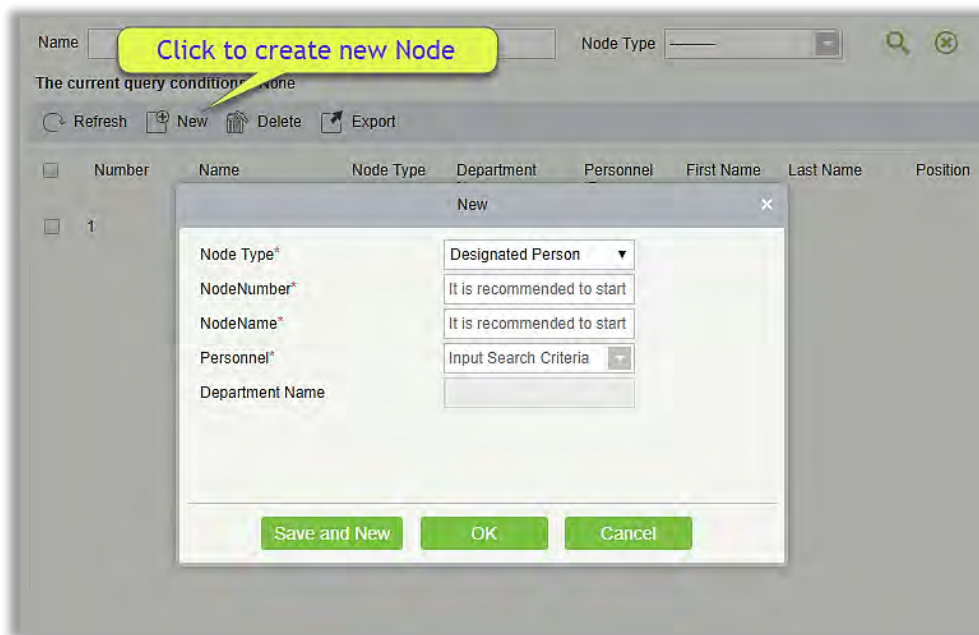 Name
Click to create new Node
Node Type ———
The current query conditions None
Refresh New Delete Export
Number Name Node Type Department Personnel First Name Last Name Position
1
New
Node Type* Designated Person
NodeNumber* It is recommended to start
NodeName* It is recommended to start
Personnel* Input Search Criteria
Department Name
Save and New OK Cancel